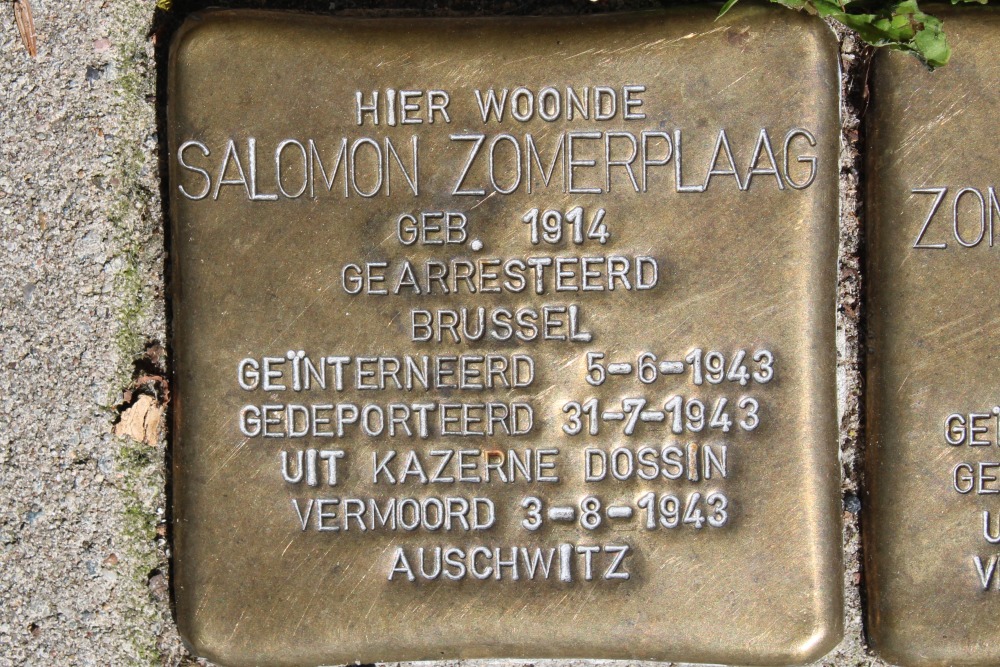 HIER WOONDE
SALOMON ZOMERPLAAG
GEB. 1914
GEARRESTEERD
BRUSSEL
GEÏNTERNEERD 5-6-1943
GEDEPORTEERD 31-7-1943
UIT KAZERNE DOSSIN
VERMOORD 3-8-1943
AUSCHWITZ